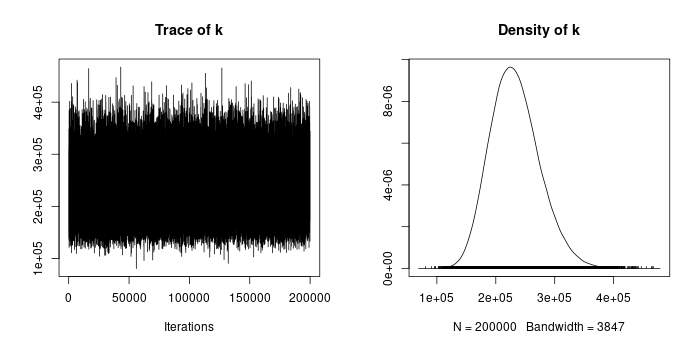 Trace of k
1e+05 2e+05 3e+05 4e+05
0 50000 100000 150000 200000
Iterations
Density of k
0e+00 4e-06 8e-06
1e+05 2e+05 3e+05 4e+05
N = 200000 Bandwidth = 3847